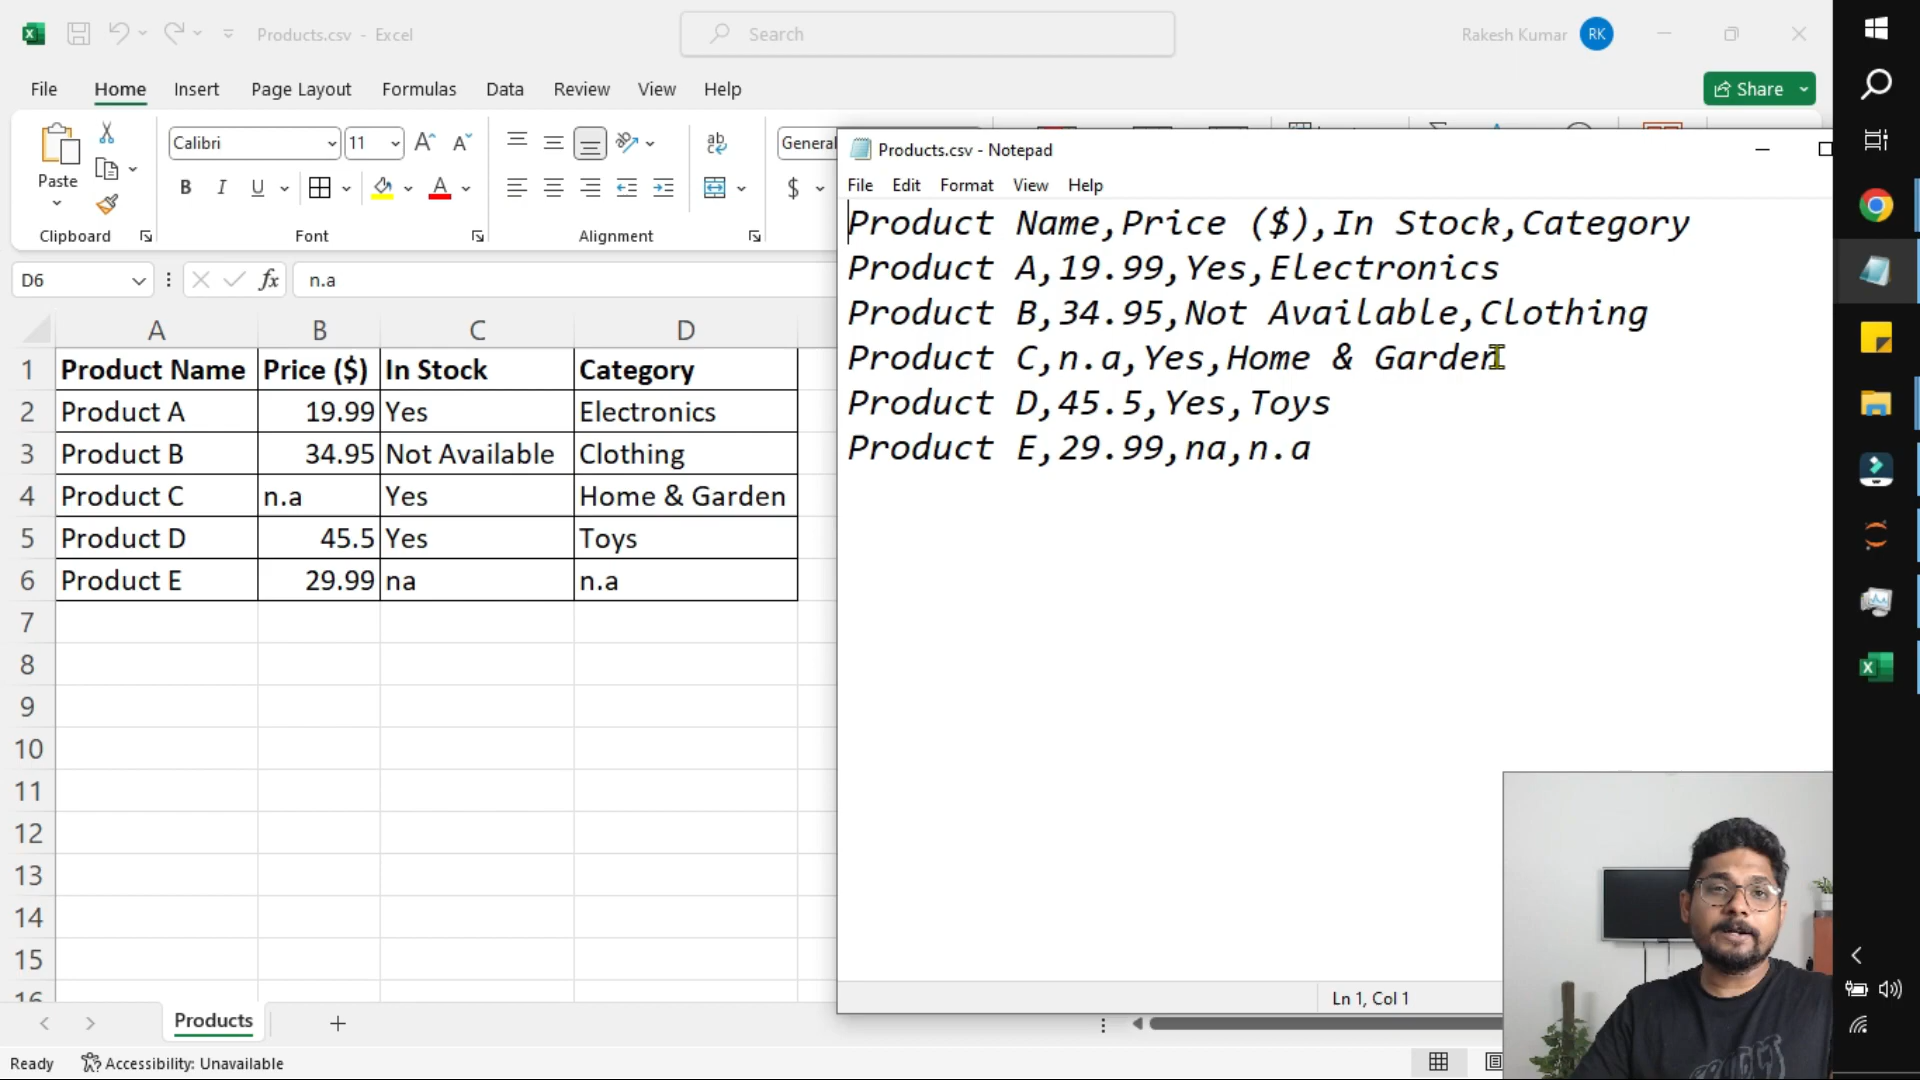 Products.csv - Excel
Search
Rakesh Kumar RK
File Home Insert Page Layout Formulas Data Review View Help
Share
Paste
Calibri 11
General
B I U
Clipboard Font Alignment
D6 fx n.a
A B C D
1 Product Name Price ($) In Stock Category
2 Product A 19.99 Yes Electronics
3 Product B 34.95 Not Available Clothing
4 Product C n.a Yes Home & Garden
5 Product D 45.5 Yes Toys
6 Product E 29.99 na n.a
7
8
9
10
11
12
13
14
15
16
Products
Ready Accessibility: Unavailable
Products.csv - Notepad
File Edit Format View Help
Product Name,Price ($),In Stock,Category
Product A,19.99,Yes,Electronics
Product B,34.95,Not Available,Clothing
Product C,n.a,Yes,Home & Garden
Product D,45.5,Yes,Toys
Product E,29.99,na,n.a
Ln 1, Col 1